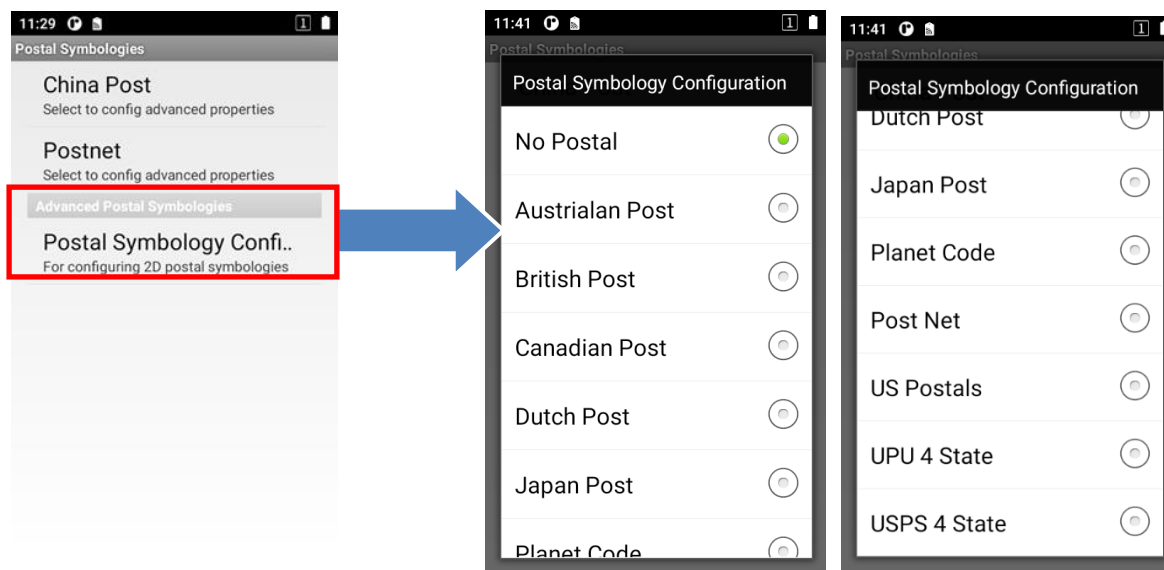 11:29
1
Postal Symbologies
China Post
Select to config advanced properties
Postnet
Select to config advanced properties
Advanced Postal Symbologies
Postal Symbology Confi..
For configuring 2D postal symbologies
11:41
1
Postal Symbologies
Postal Symbology Configuration
No Postal
Austrialan Post
British Post
Canadian Post
Dutch Post
Japan Post
Planet Code
11:41
1
Postal Symbologies
Postal Symbology Configuration
Dutch Post
Japan Post
Planet Code
Post Net
US Postals
UPU 4 State
USPS 4 State